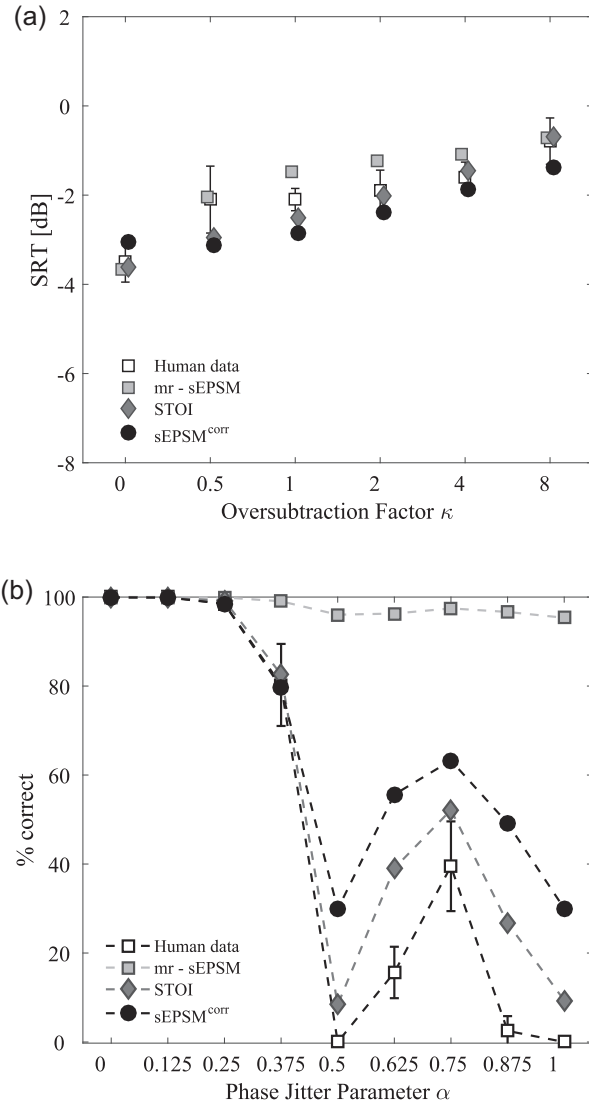 (a)
-2
0
-2
-4
-6
-8
SRT [dB]
Human data
mr - sEPSM
STOI
sEPSM^corr
0 0.5 1 2 4 8
Oversubtraction Factor κ
(b)
100
80
60
40
20
0
% correct
Human data
mr - sEPSM
STOI
sEPSM^corr
0 0.125 0.25 0.375 0.5 0.625 0.75 0.875 1
Phase Jitter Parameter α